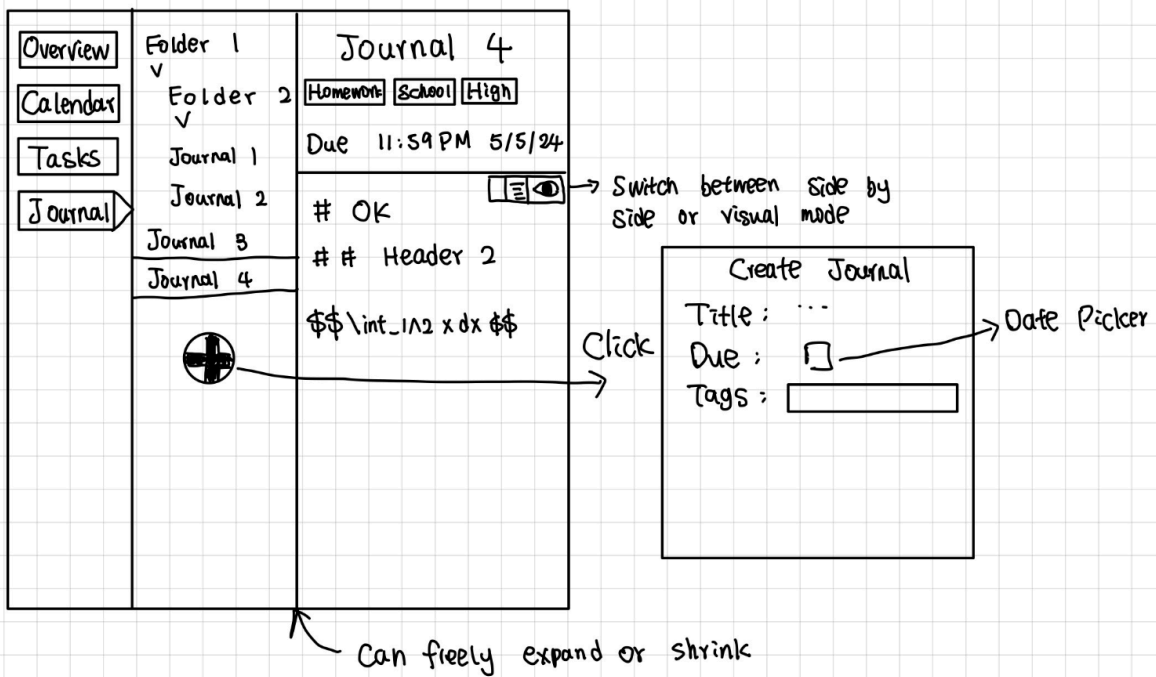 Overview
Calendar
Tasks
Journal
Folder 1
Folder 2
Journal 1
Journal 2
Journal 3
Journal 4
Journal 4
Homework School High
Due 11:59 PM 5/5/24
# OK
## Header 2
$$ \int_1^2 x dx $$
Switch between side by
side or visual mode
Click
Create Journal
Title: ...
Due:
Tags:
Date Picker
Can freely expand or shrink